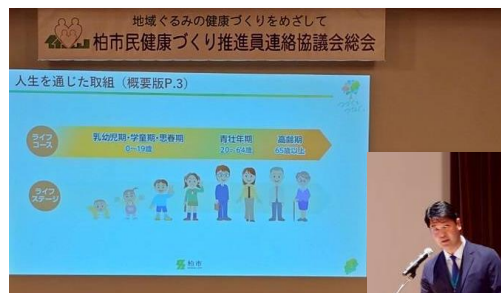 地域ぐるみの健康づくりをめざして
柏市民健康づくり推進員連絡協議会総会
人生を通じた取組（概要版P.3）
ライフ
コース
乳幼児期・学童期・思春期
0～19歳
青壮年期
20～64歳
高齢期
65歳以上
ライフ
ステージ
柏市